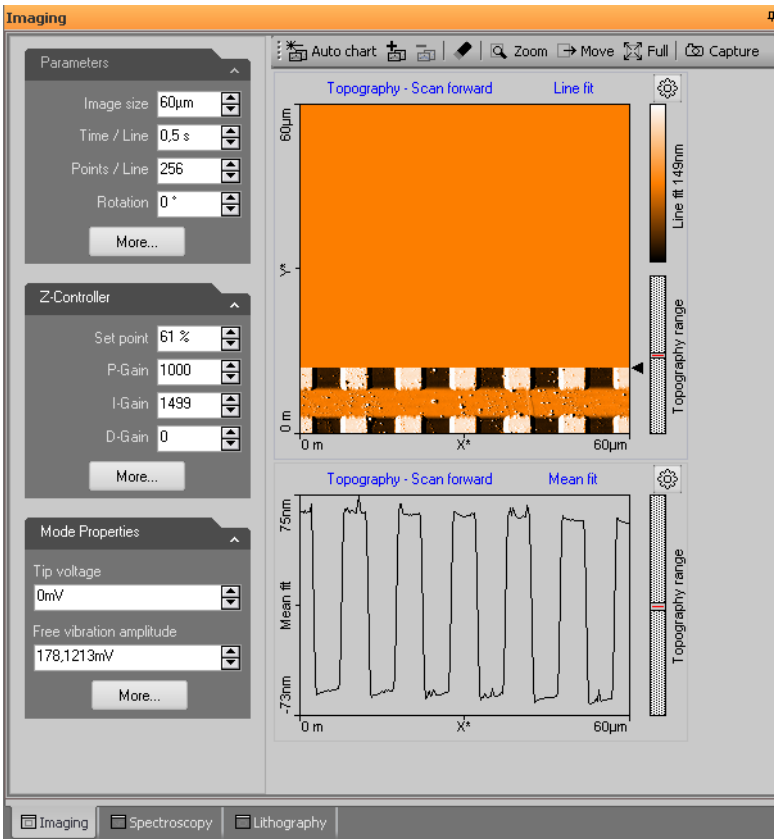 Imaging
Parameters
Image size 60µm
Time / Line 0,5 s
Points / Line 256
Rotation 0 °
More...
Z-Controller
Set point 61 %
P-Gain 1000
I-Gain 1499
D-Gain 0
More...
Mode Properties
Tip voltage
0mV
Free vibration amplitude
178,1213mV
More...
Auto chart Zoom Move Full Capture
Topography - Scan forward Line fit
60µm
Y*
0 m
0 m X* 60µm
Line fit 149nm
Topography range
Topography - Scan forward Mean fit
75nm
Mean fit
-73nm
0 m X* 60µm
Topography range
Imaging Spectroscopy Lithography